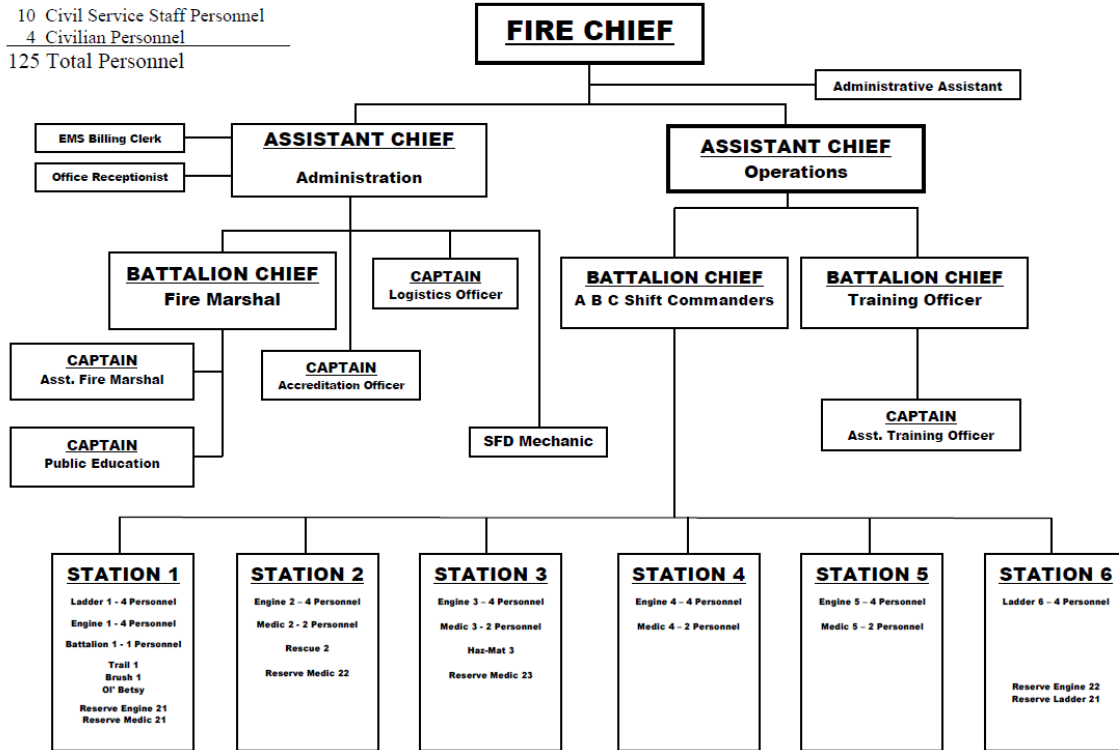 10 Civil Service Staff Personnel
4 Civilian Personnel
125 Total Personnel
FIRE CHIEF
Administrative Assistant
EMS Billing Clerk
Office Receptionist
ASSISTANT CHIEF
Administration
ASSISTANT CHIEF
Operations
BATTALION CHIEF
Fire Marshal
CAPTAIN
Logistics Officer
BATTALION CHIEF
A B C Shift Commanders
BATTALION CHIEF
Training Officer
CAPTAIN
Asst. Fire Marshal
CAPTAIN
Accreditation Officer
CAPTAIN
Public Education
SFD Mechanic
CAPTAIN
Asst. Training Officer
STATION 1
Ladder 1 - 4 Personnel
Engine 1 - 4 Personnel
Battalion 1 - 1 Personnel
Trail 1
Brush 1
Ol' Betsy
Reserve Engine 21
Reserve Medic 21
STATION 2
Engine 2 – 4 Personnel
Medic 2 - 2 Personnel
Rescue 2
Reserve Medic 22
STATION 3
Engine 3 – 4 Personnel
Medic 3 - 2 Personnel
Haz-Mat 3
Reserve Medic 23
STATION 4
Engine 4 – 4 Personnel
Medic 4 – 2 Personnel
STATION 5
Engine 5 – 4 Personnel
Medic 5 – 2 Personnel
STATION 6
Ladder 6 – 4 Personnel
Reserve Engine 22
Reserve Ladder 21